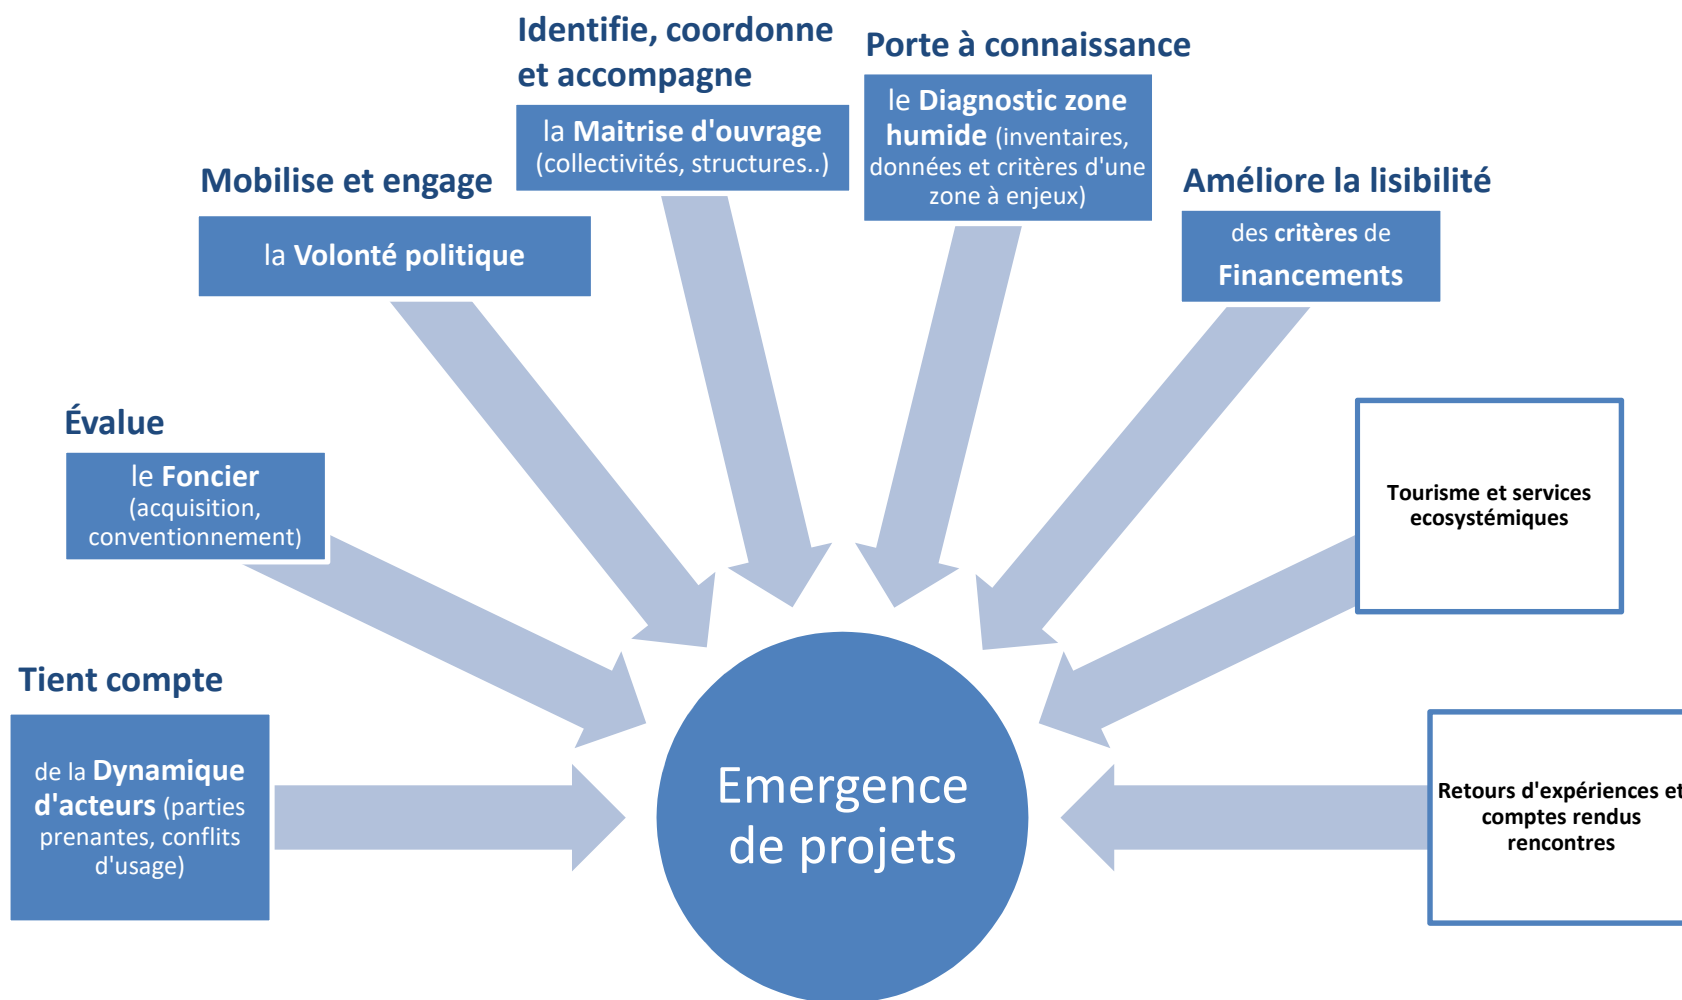 Identifie, coordonne
et accompagne
la Maitrise d'ouvrage
(collectivités, structures..)
Porte à connaissance
le Diagnostic zone
humide (inventaires,
données et critères d'une
zone à enjeux)
Mobilise et engage
la Volonté politique
Améliore la lisibilité
des critères de
Financements
Évalue
le Foncier
(acquisition,
conventionnement)
Tourisme et services
ecosystémiques
Tient compte
de la Dynamique
d'acteurs (parties
prenantes, conflits
d'usage)
Emergence
de projets
Retours d'expériences et
comptes rendus
rencontres